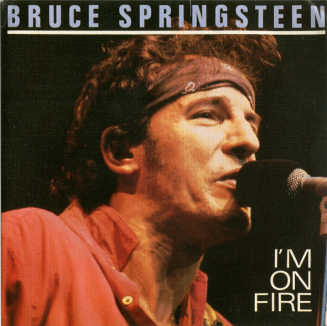 BRUCE SPRINGSTEEN
I'M
ON
FIRE